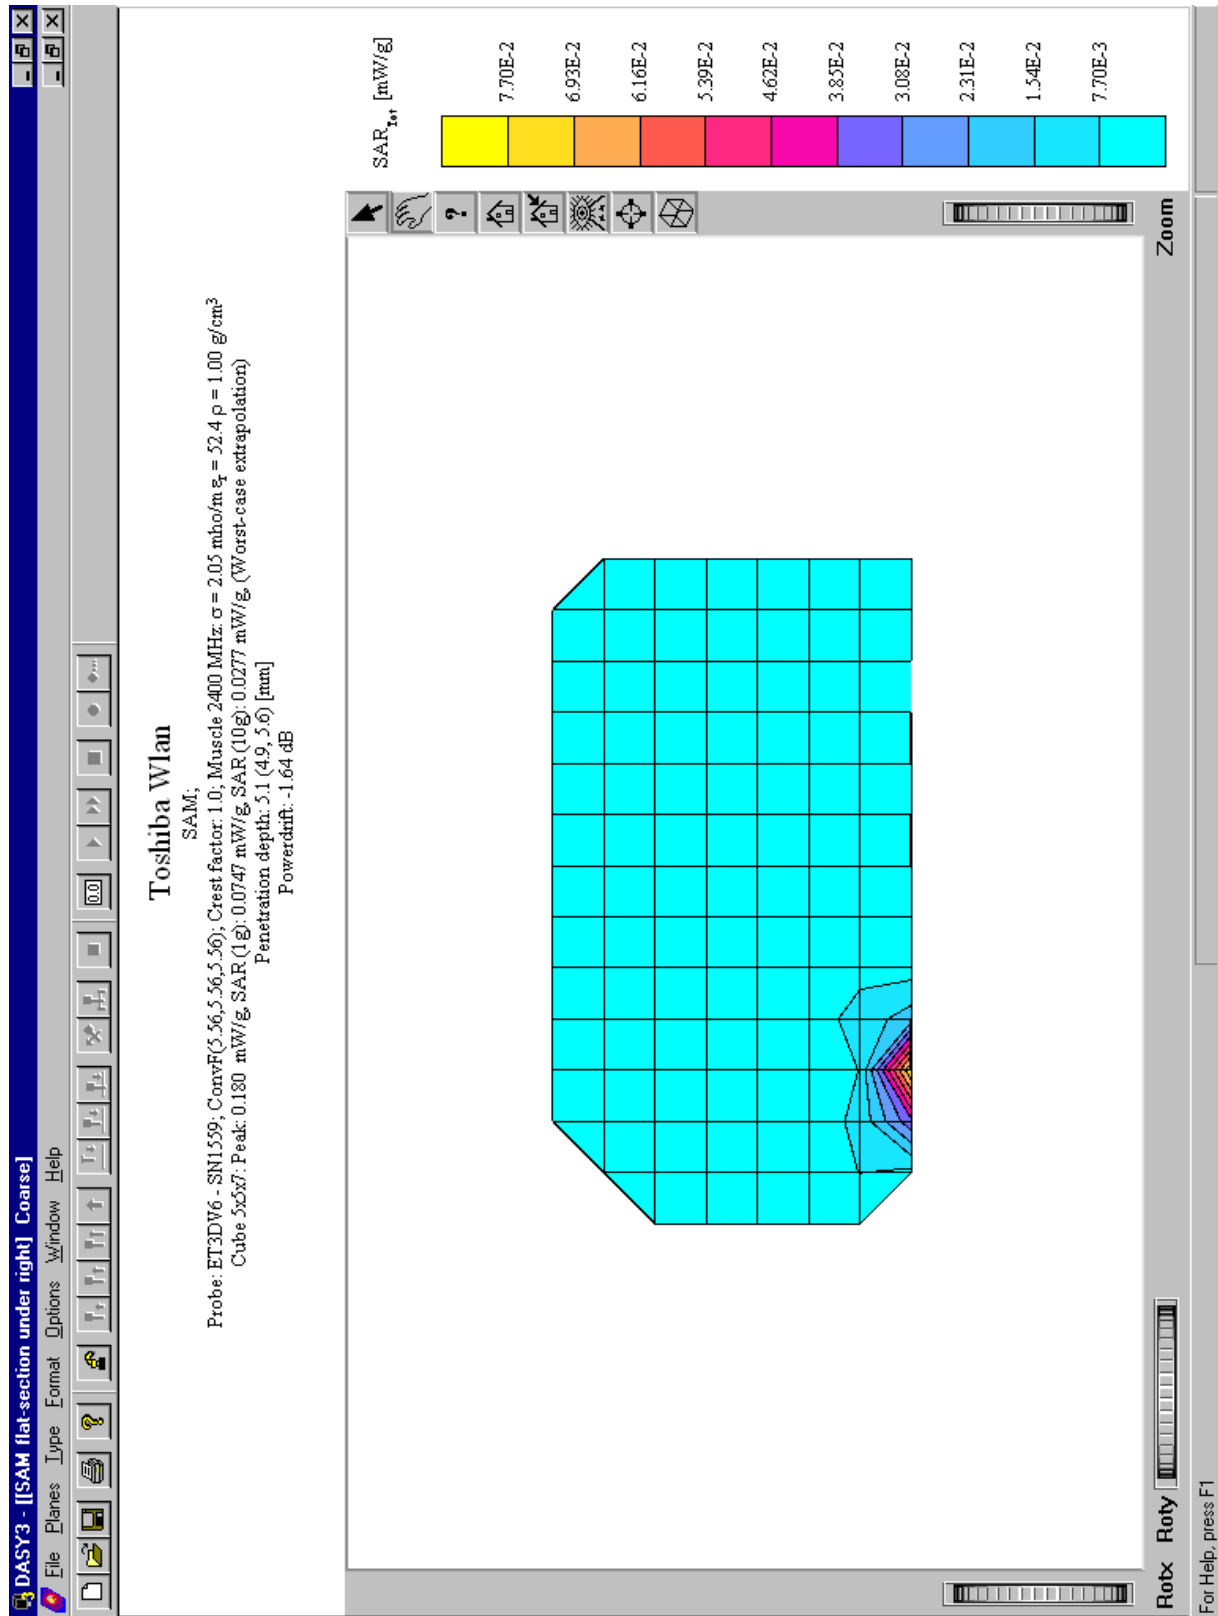 DASY3 - [[SAM flat-section under right]  Coarse]
File Planes Type Format Options Window Help
0.0
Toshiba Wlan
SAM;
Probe: ET3DV6 - SN1559; ConvF(5.56,5.56,5.56); Crest factor: 1.0; Muscle 2400 MHz: σ = 2.05 mho/m εr = 52.4 ρ = 1.00 g/cm³
Cube 5x5x7: Peak: 0.180 mW/g, SAR (1g): 0.0747 mW/g, SAR (10g): 0.0277 mW/g, (Worst-case extrapolation)
Penetration depth: 5.1 (4.9, 5.6) [mm]
Powerdrift: -1.64 dB
SARTot [mW/g]
7.70E-2
6.93E-2
6.16E-2
5.39E-2
4.62E-2
3.85E-2
3.08E-2
2.31E-2
1.54E-2
7.70E-3
Rotx Roty
Zoom
For Help, press F1